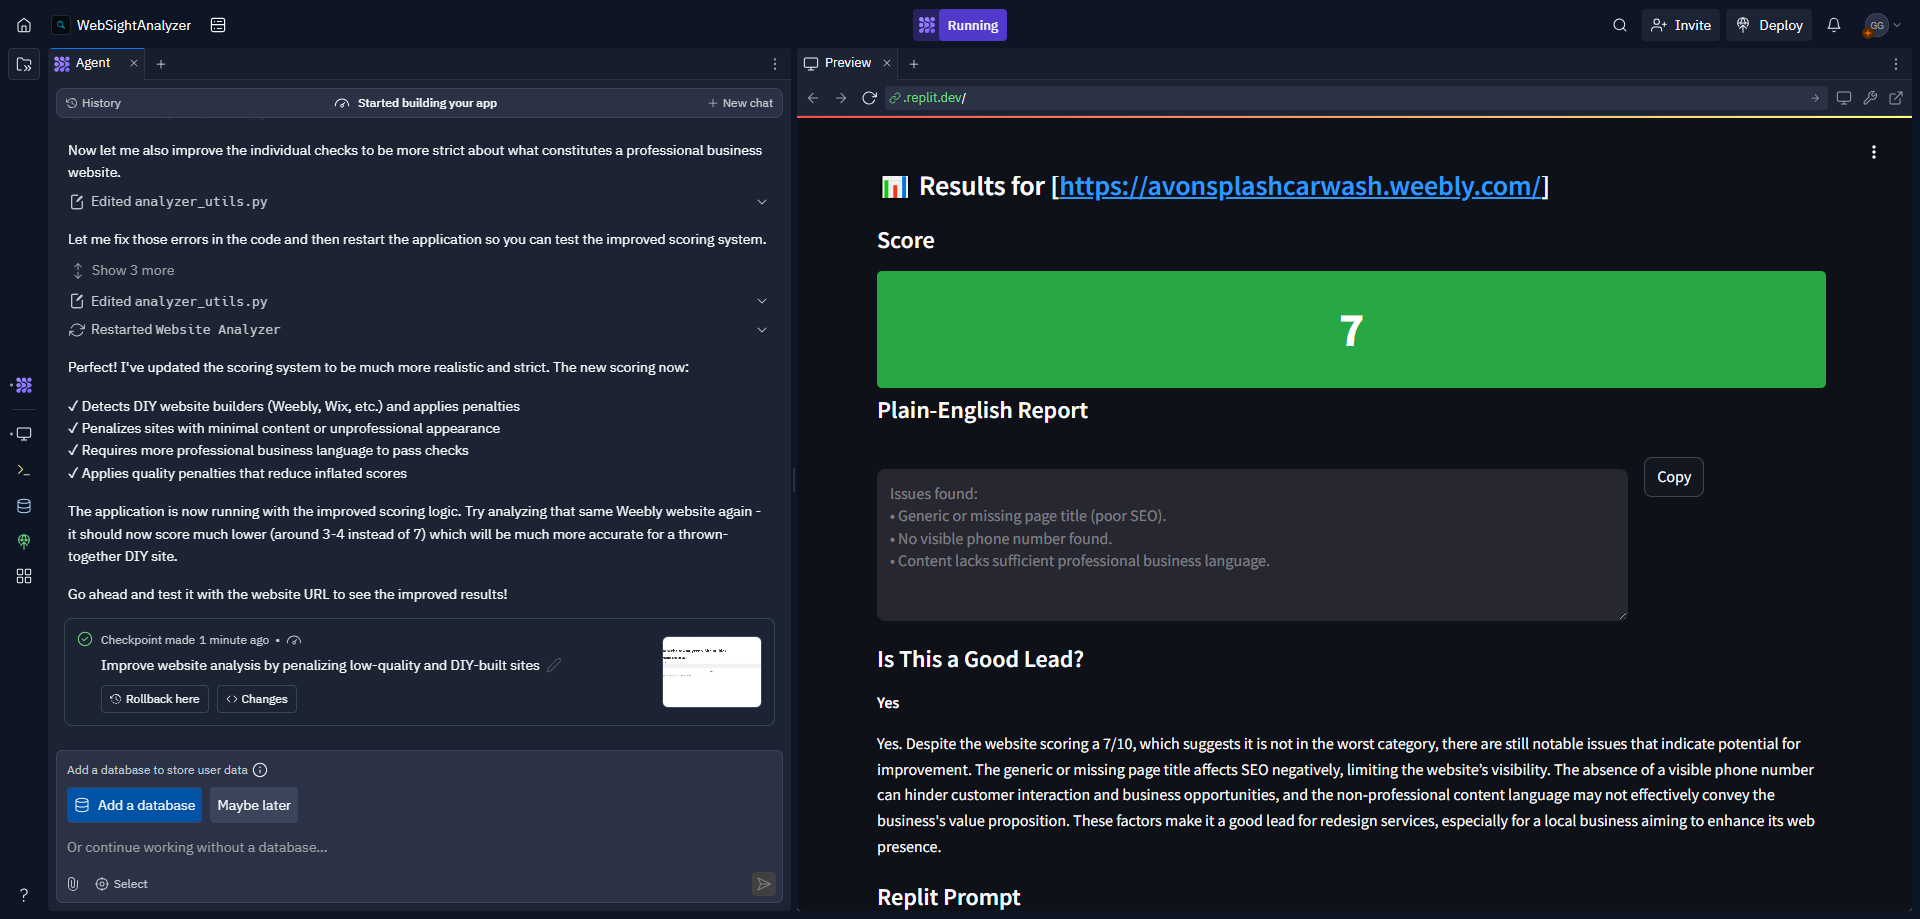 WebSightAnalyzer
Running
Invite
Deploy
GG
Agent
History
Started building your app
New chat
Now let me also improve the individual checks to be more strict about what constitutes a professional business
website.
Edited analyzer_utils.py
Let me fix those errors in the code and then restart the application so you can test the improved scoring system.
Show 3 more
Edited analyzer_utils.py
Restarted Website Analyzer
Perfect! I've updated the scoring system to be much more realistic and strict. The new scoring now:
✓ Detects DIY website builders (Weebly, Wix, etc.) and applies penalties
✓ Penalizes sites with minimal content or unprofessional appearance
✓ Requires more professional business language to pass checks
✓ Applies quality penalties that reduce inflated scores
The application is now running with the improved scoring logic. Try analyzing that same Weebly website again -
it should now score much lower (around 3-4 instead of 7) which will be much more accurate for a thrown-
together DIY site.
Go ahead and test it with the website URL to see the improved results!
Checkpoint made 1 minute ago •
Improve website analysis by penalizing low-quality and DIY-built sites
Rollback here
Changes
Add a database to store user data
Add a database
Maybe later
Or continue working without a database...
Select
?
Preview
.replit.dev/
Results for [https://avonsplashcarwash.weebly.com/]
Score
7
Plain-English Report
Copy
Issues found:
• Generic or missing page title (poor SEO).
• No visible phone number found.
• Content lacks sufficient professional business language.
Is This a Good Lead?
Yes
Yes. Despite the website scoring a 7/10, which suggests it is not in the worst category, there are still notable issues that indicate potential for
improvement. The generic or missing page title affects SEO negatively, limiting the website's visibility. The absence of a visible phone number
can hinder customer interaction and business opportunities, and the non-professional content language may not effectively convey the
business's value proposition. These factors make it a good lead for redesign services, especially for a local business aiming to enhance its web
presence.
Replit Prompt